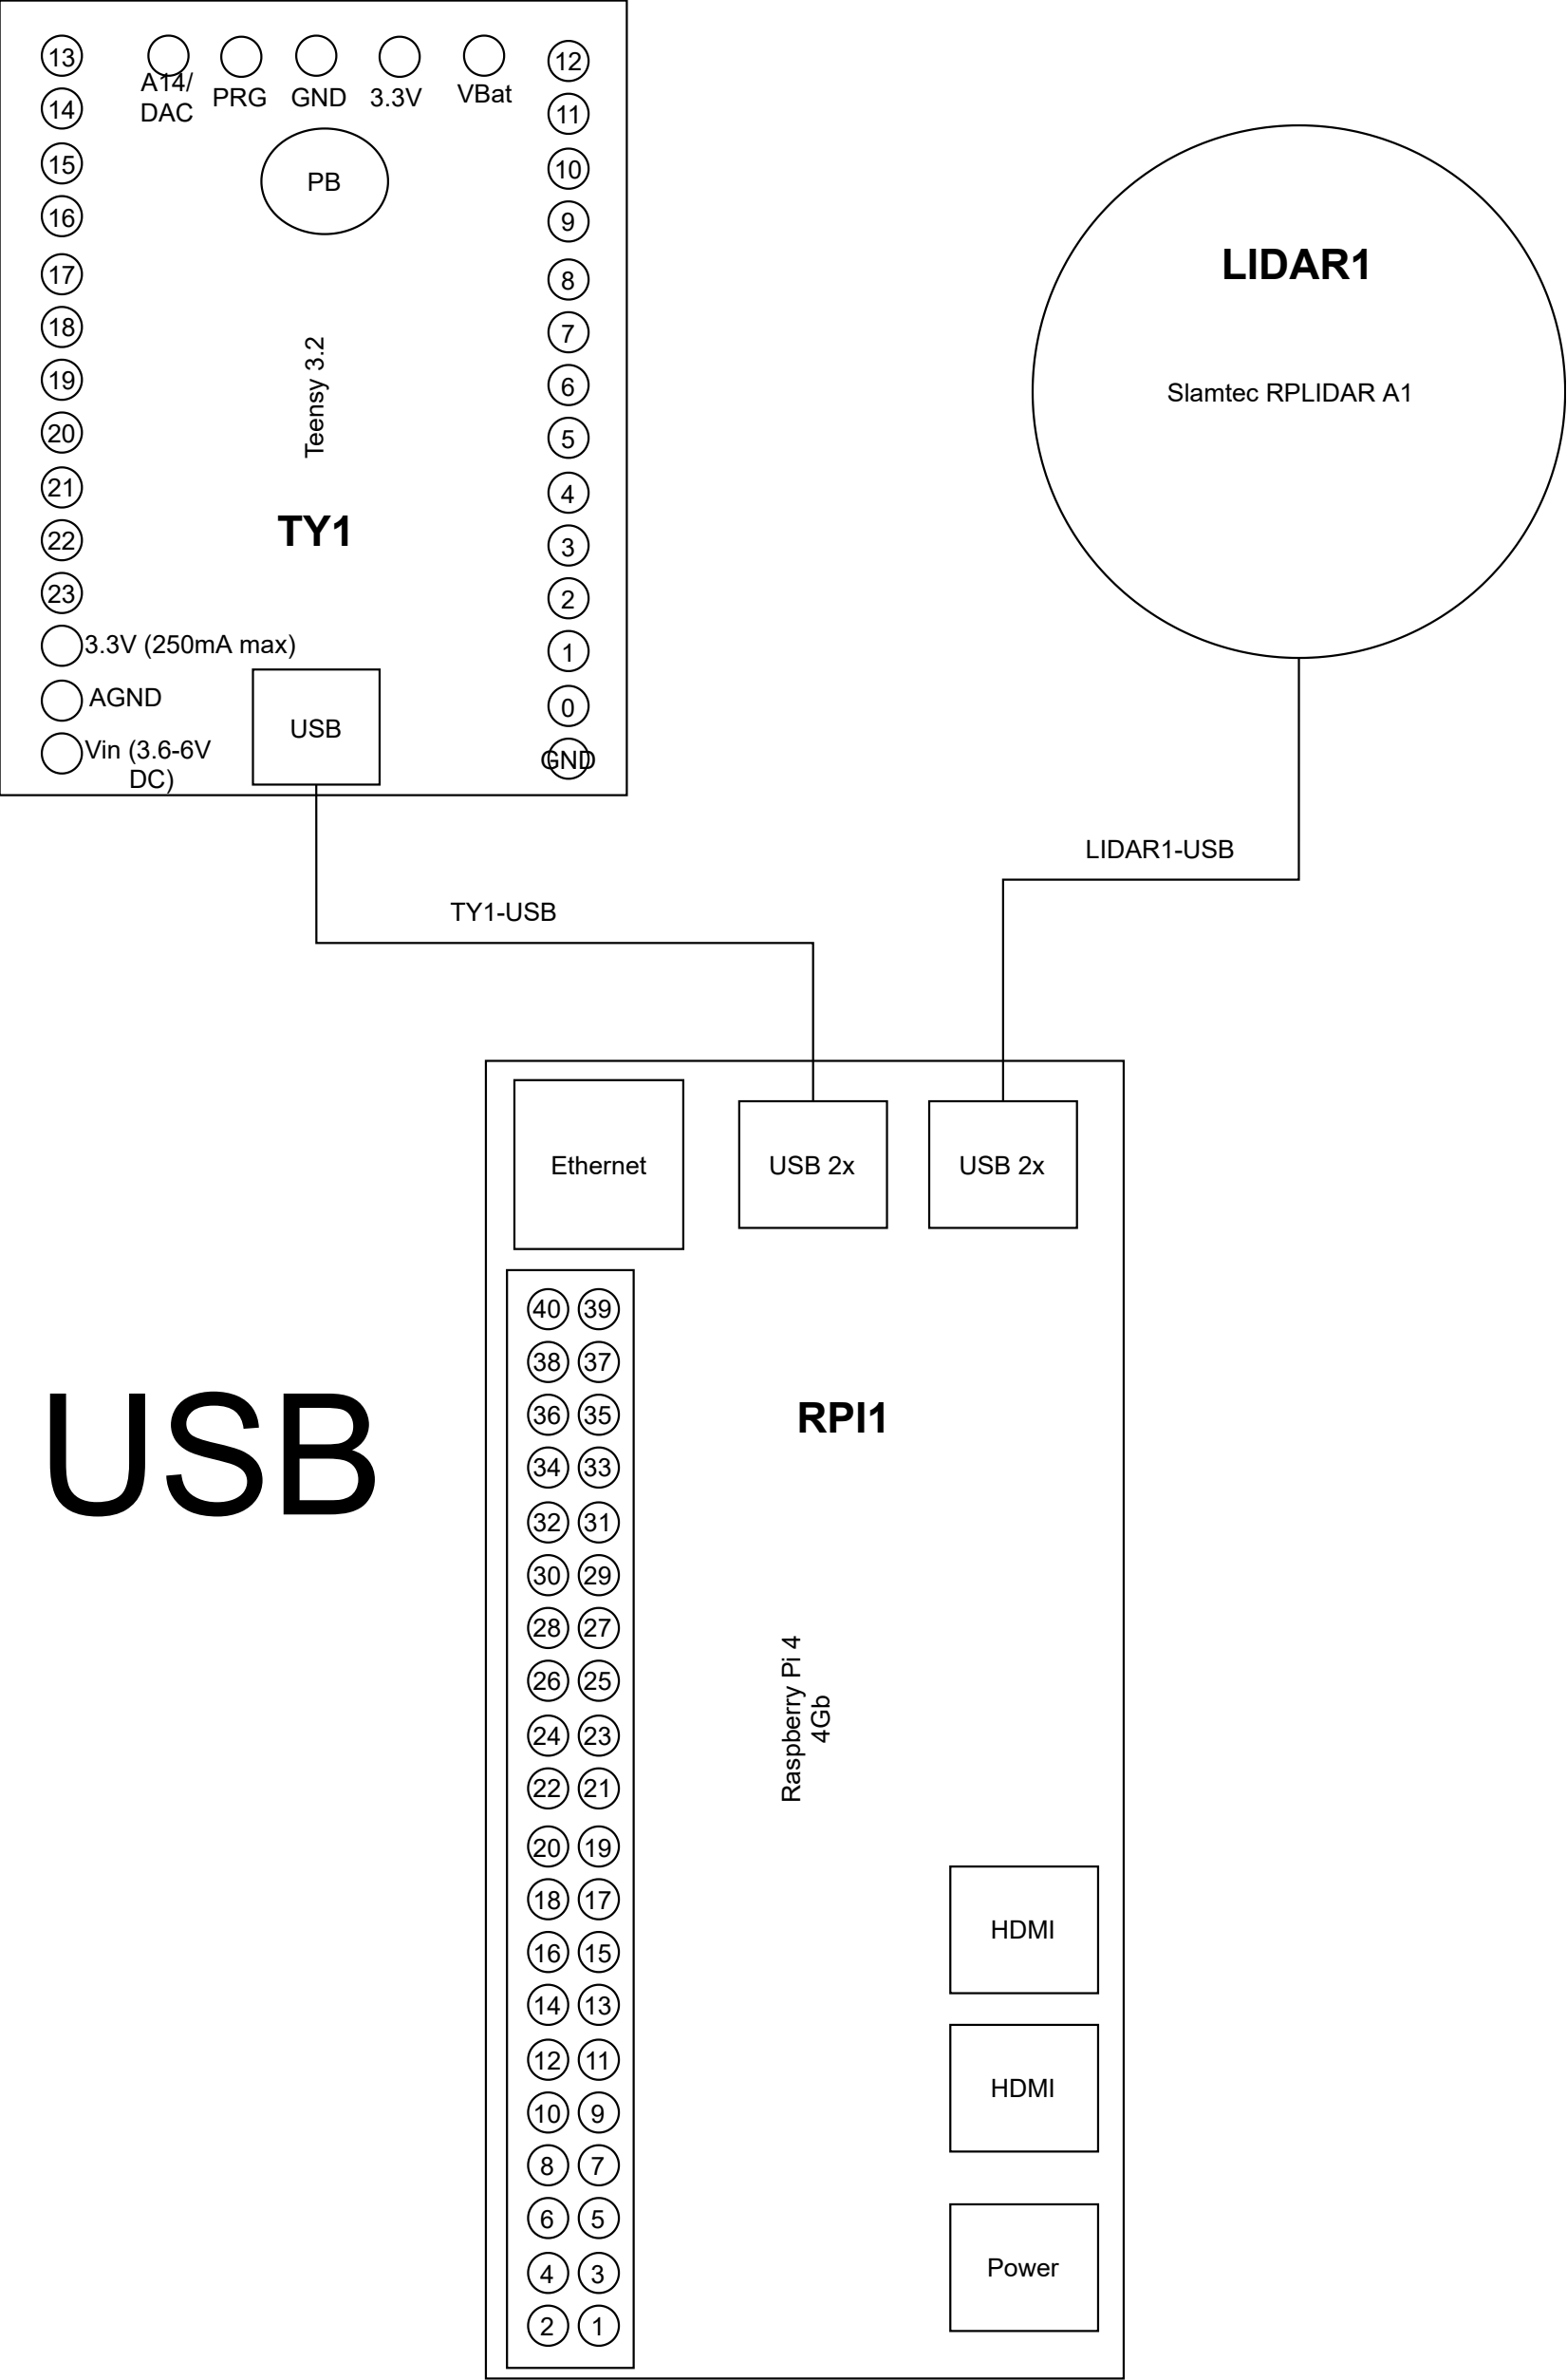 13
A14/
DAC
PRG
GND
3.3V
VBat
12
14
11
15
PB
10
16
9
17
8
18
7
Teensy 3.2
19
6
20
5
21
4
22
TY1
3
23
2
3.3V (250mA max)
1
AGND
0
Vin (3.6-6V
DC)
USB
GND
LIDAR1
Slamtec RPLIDAR A1
LIDAR1-USB
TY1-USB
Ethernet
USB 2x
USB 2x
40 39
38 37
36 35
34 33
32 31
30 29
28 27
26 25
24 23
22 21
20 19
18 17
16 15
14 13
12 11
10 9
8 7
6 5
4 3
2 1
RPI1
USB
Raspberry Pi 4
4Gb
HDMI
HDMI
Power